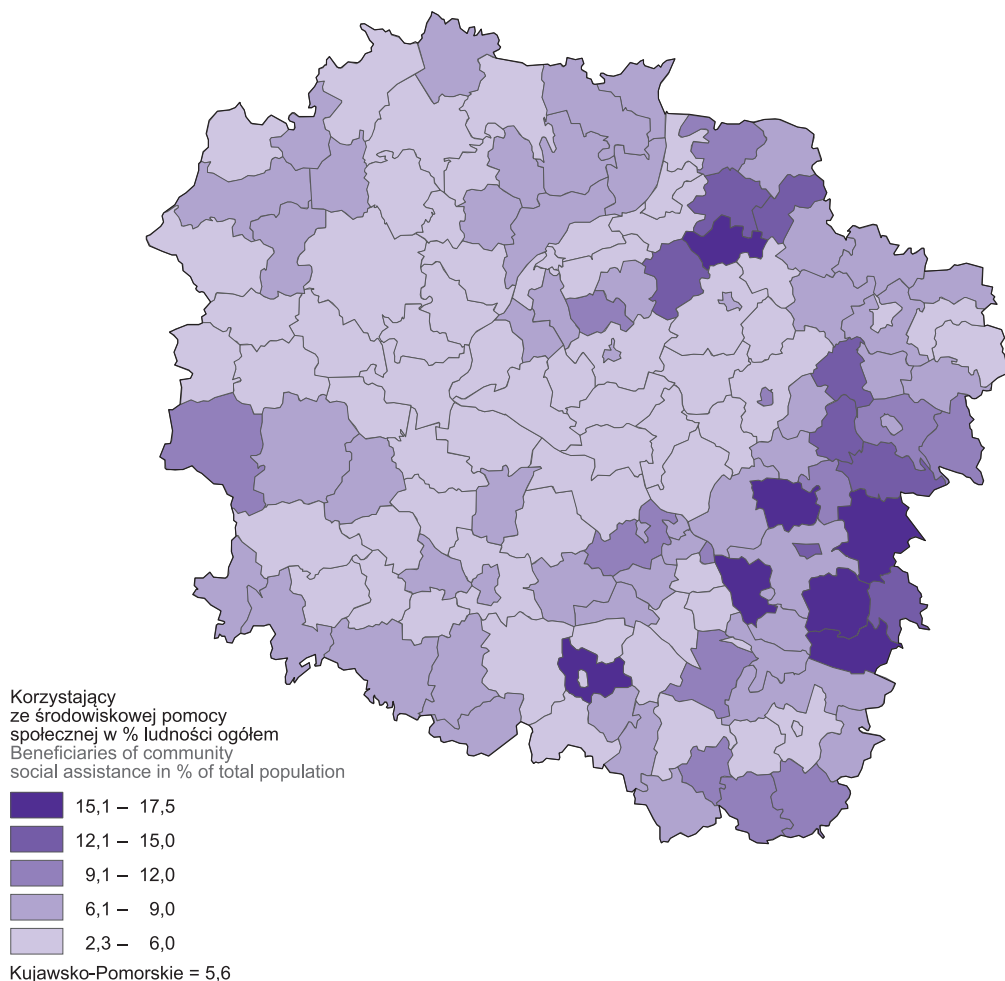 Korzystający
ze środowiskowej pomocy
społecznej w % ludności ogółem
Beneficiaries of community
social assistance in % of total population
15,1 – 17,5
12,1 – 15,0
9,1 – 12,0
6,1 – 9,0
2,3 – 6,0
Kujawsko-Pomorskie = 5,6